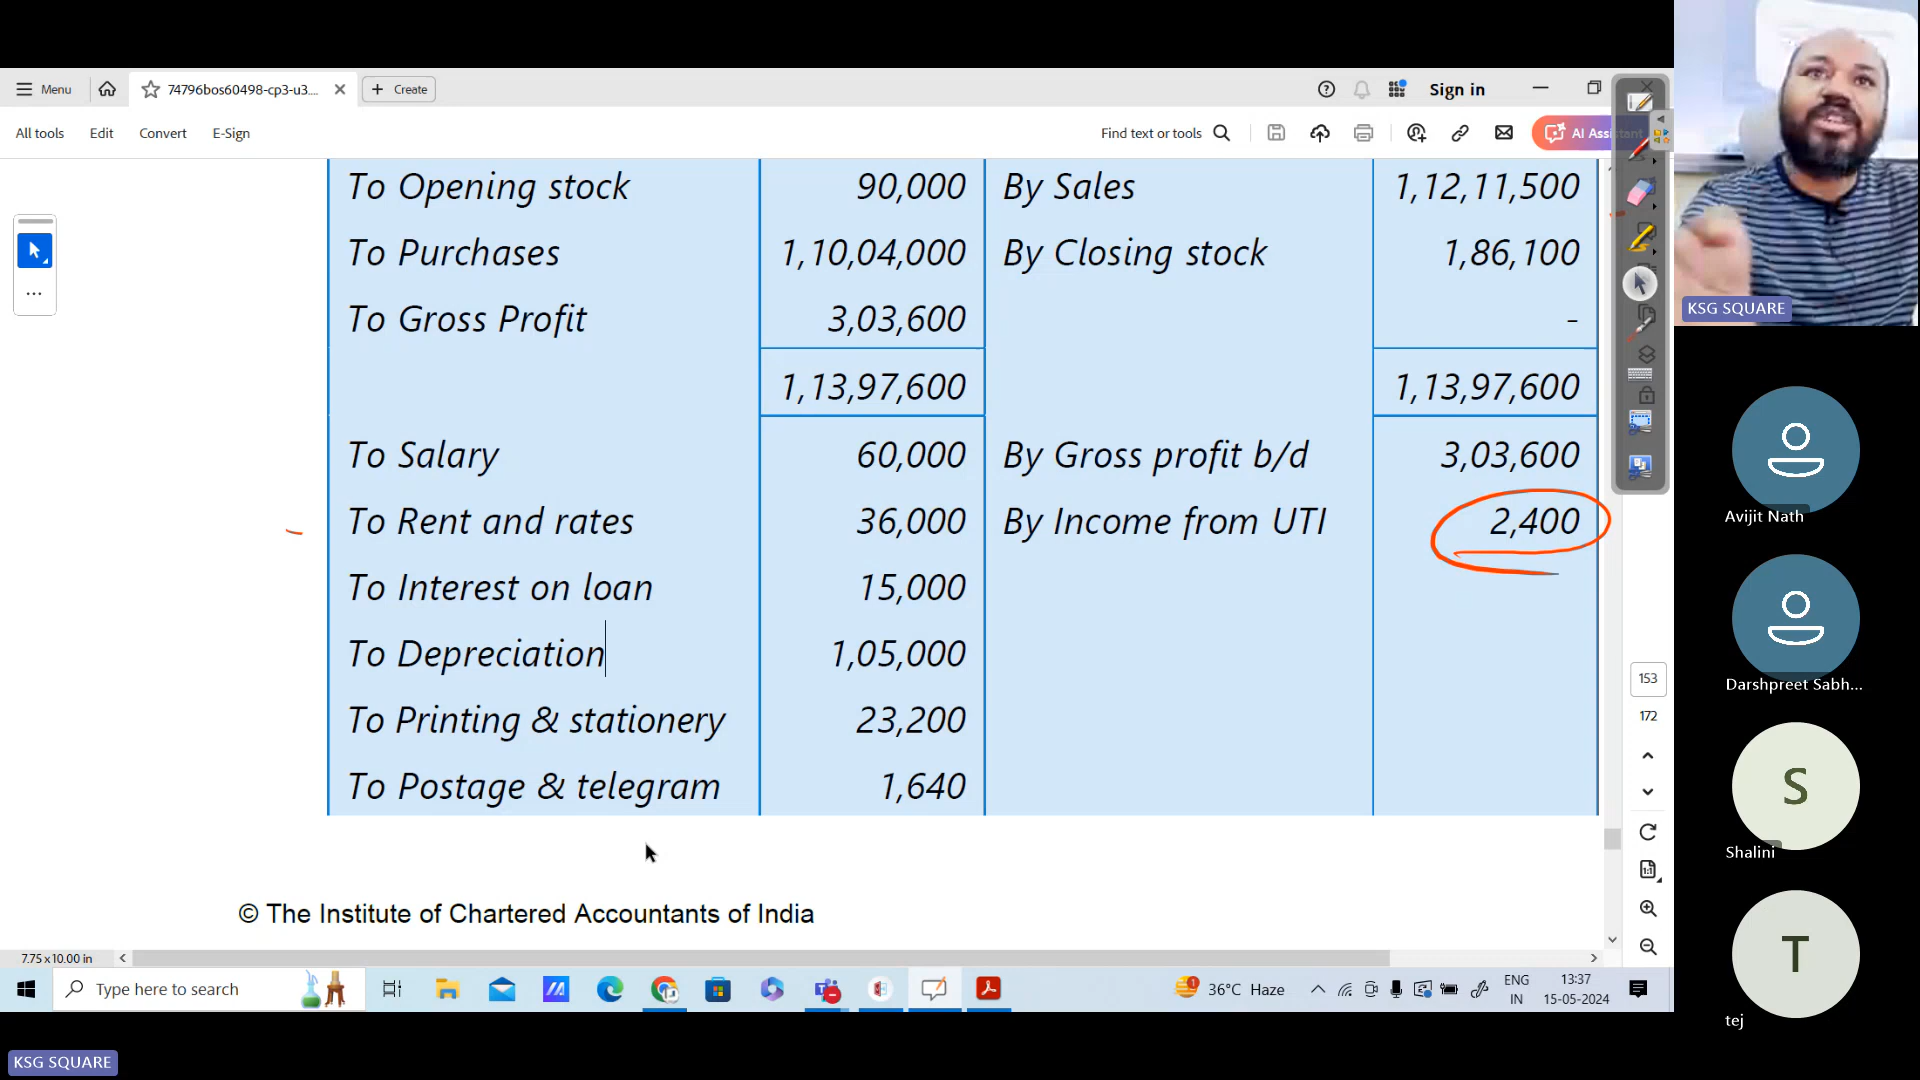 Menu
74796bos60498-cp3-u3....
Create
Sign in
All tools
Edit
Convert
E-Sign
Find text or tools
AI Assistant
To Opening stock 90,000 By Sales 1,12,11,500
To Purchases 1,10,04,000 By Closing stock 1,86,100
To Gross Profit 3,03,600 -
1,13,97,600 1,13,97,600
To Salary 60,000 By Gross profit b/d 3,03,600
To Rent and rates 36,000 By Income from UTI 2,400
To Interest on loan 15,000
To Depreciation 1,05,000
To Printing & stationery 23,200
To Postage & telegram 1,640
© The Institute of Chartered Accountants of India
153
172
1:1
7.75 x 10.00 in
Type here to search
1
36°C Haze
ENG
IN
13:37
15-05-2024
KSG SQUARE
Avijit Nath
Darshpreet Sabh...
S
Shalini
T
tej
KSG SQUARE